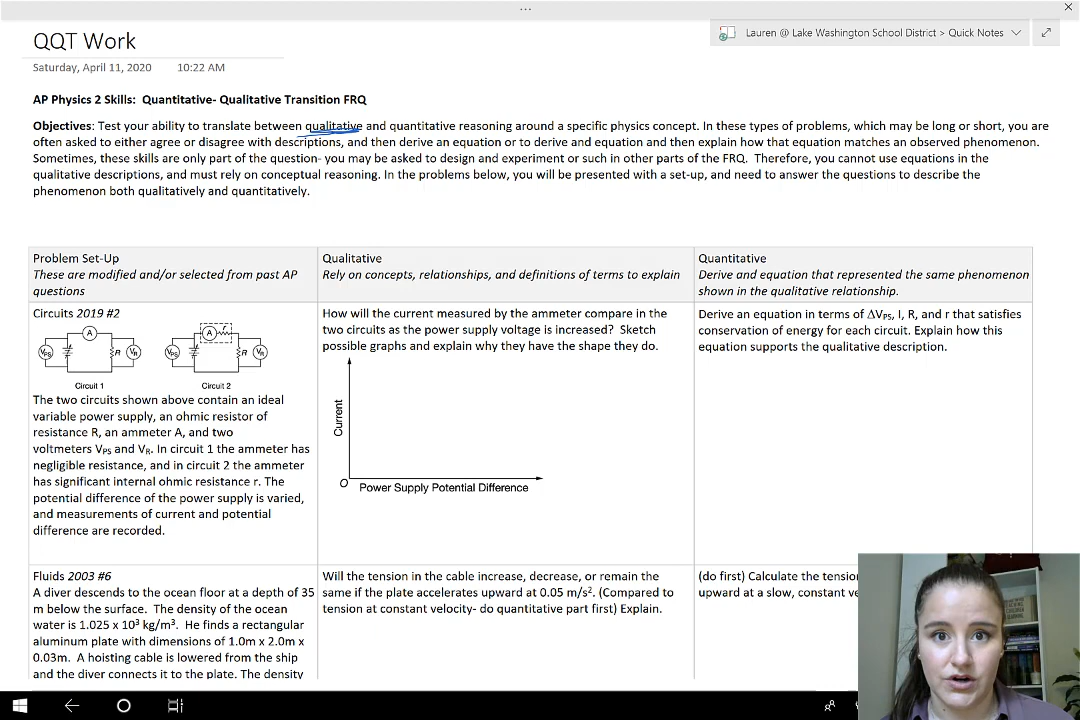 ...
QQT Work
Lauren @ Lake Washington School District > Quick Notes
Saturday, April 11, 2020 10:22 AM
AP Physics 2 Skills: Quantitative- Qualitative Transition FRQ
Objectives: Test your ability to translate between qualitative and quantitative reasoning around a specific physics concept. In these types of problems, which may be long or short, you are
often asked to either agree or disagree with descriptions, and then derive an equation or to derive and equation and then explain how that equation matches an observed phenomenon.
Sometimes, these skills are only part of the question- you may be asked to design and experiment or such in other parts of the FRQ. Therefore, you cannot use equations in the
qualitative descriptions, and must rely on conceptual reasoning. In the problems below, you will be presented with a set-up, and need to answer the questions to describe the
phenomenon both qualitatively and quantitatively.
Problem Set-Up
These are modified and/or selected from past AP
questions
Qualitative
Rely on concepts, relationships, and definitions of terms to explain
Quantitative
Derive and equation that represented the same phenomenon
shown in the qualitative relationship.
Circuits 2019 #2
A
VPS
R
VR
A
r
VPS
R
VR
Circuit 1
Circuit 2
The two circuits shown above contain an ideal
variable power supply, an ohmic resistor of
resistance R, an ammeter A, and two
voltmeters VPS and VR. In circuit 1 the ammeter has
negligible resistance, and in circuit 2 the ammeter
has significant internal ohmic resistance r. The
potential difference of the power supply is varied,
and measurements of current and potential
difference are recorded.
How will the current measured by the ammeter compare in the
two circuits as the power supply voltage is increased? Sketch
possible graphs and explain why they have the shape they do.
Current
O
Power Supply Potential Difference
Derive an equation in terms of ΔVPS, I, R, and r that satisfies
conservation of energy for each circuit. Explain how this
equation supports the qualitative description.
Fluids 2003 #6
A diver descends to the ocean floor at a depth of 35
m below the surface. The density of the ocean
water is 1.025 x 10³ kg/m³. He finds a rectangular
aluminum plate with dimensions of 1.0m x 2.0m x
0.03m. A hoisting cable is lowered from the ship
and the diver connects it to the plate. The density
Will the tension in the cable increase, decrease, or remain the
same if the plate accelerates upward at 0.05 m/s². (Compared to
tension at constant velocity- do quantitative part first) Explain.
(do first) Calculate the tension
upward at a slow, constant